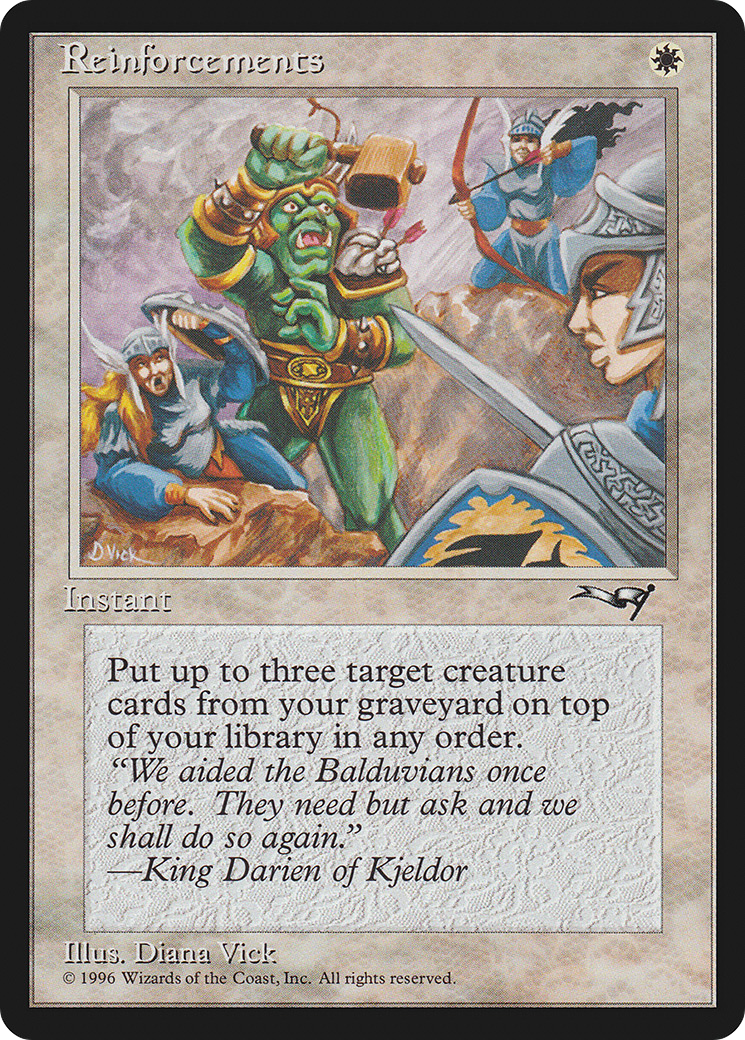 Reinforcements
D. Vick
Instant
Put up to three target creature
cards from your graveyard on top
of your library in any order.
“We aided the Balduvians once
before. They need but ask and we
shall do so again.”
—King Darien of Kjeldor
Illus. Diana Vick
© 1996 Wizards of the Coast, Inc. All rights reserved.